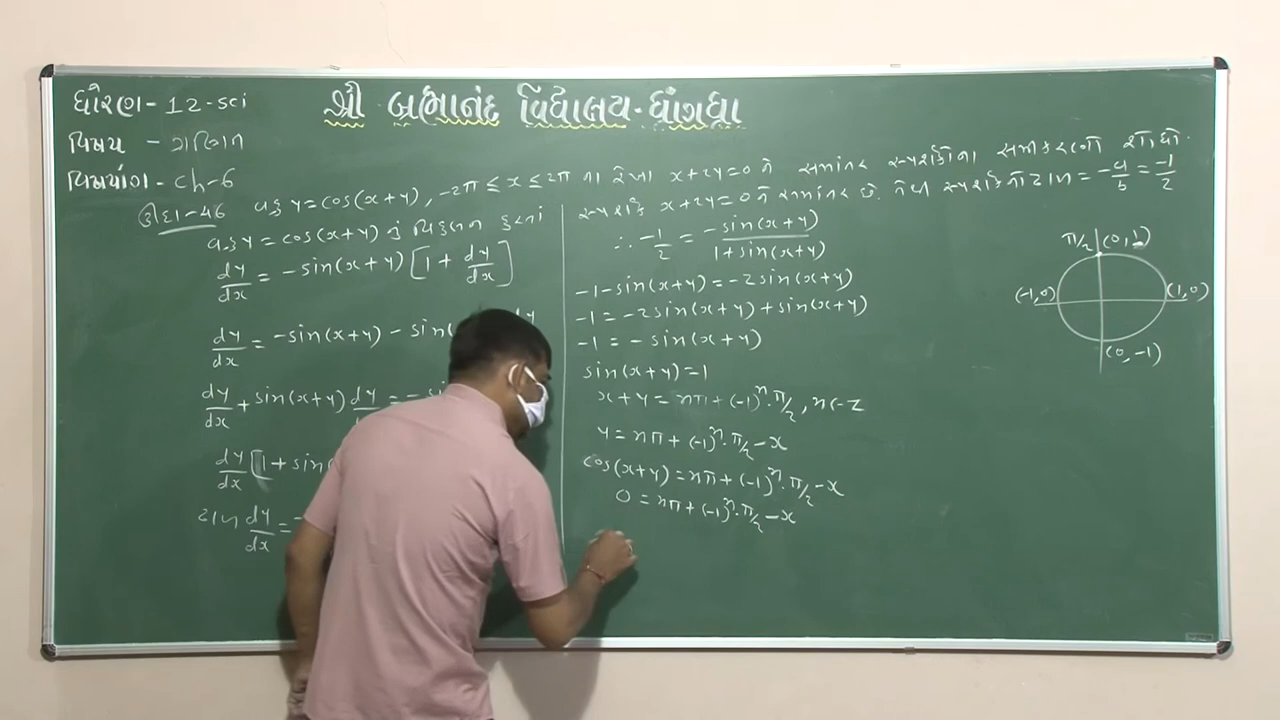 ધોરણ - 12-sci
શ્રી બ્રહ્માનંદ વિદ્યાલય - ધ્રાંગધ્રા
વિષય - ગણિત
વિષયાંગ - ch-6
ઉદા-46 વક્ર y = cos(x+y), -2π ≤ x ≤ 2π ના રેખા x+2y=0 ને સમાંતર સ્પર્શકોના સમીકરણો શોધો.
વક્ર y = cos(x+y) નું વિકલન કરતાં
dy/dx = -sin(x+y) [1 + dy/dx]
dy/dx = -sin(x+y) - sin( dy
dy/dx + sin(x+y) dy/ = - si
dy/dx [1 + sin(
ઢાળ dy/dx = -
સ્પર્શક x+2y=0 ને સમાંતર છે. તેથી સ્પર્શકનો ઢાળ = -a/b = -1/2
∴ -1/2 = -sin(x+y)/1+sin(x+y)
-1-sin(x+y) = -2sin(x+y)
-1 = -2sin(x+y) + sin(x+y)
-1 = -sin(x+y)
sin(x+y) = 1
x+y = nπ + (-1)ⁿ·π/2, n∈Z
y = nπ + (-1)ⁿ·π/2 - x
cos(x+y) = nπ + (-1)ⁿ·π/2 - x
0 = nπ + (-1)ⁿ·π/2 - x
π/2 (0,1)
(-1,0) (1,0)
(0,-1)